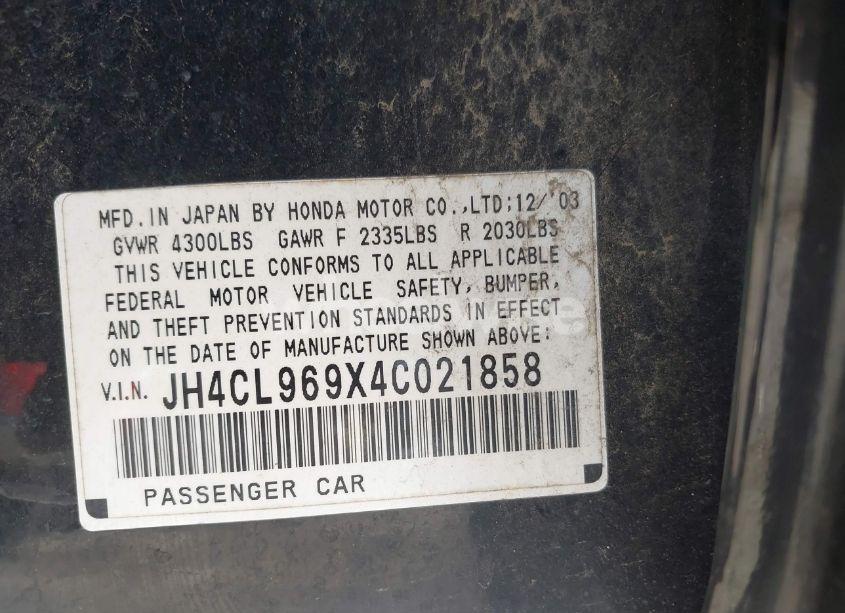 MFD.IN JAPAN BY HONDA MOTOR CO.,LTD;12/'03
GVWR 4300LBS GAWR F 2335LBS R 2030LBS
THIS VEHICLE CONFORMS TO ALL APPLICABLE
FEDERAL MOTOR VEHICLE SAFETY, BUMPER,
AND THEFT PREVENTION STANDARDS IN EFFECT
ON THE DATE OF MANUFACTURE SHOWN ABOVE:
V.I.N. JH4CL969X4C021858
PASSENGER CAR